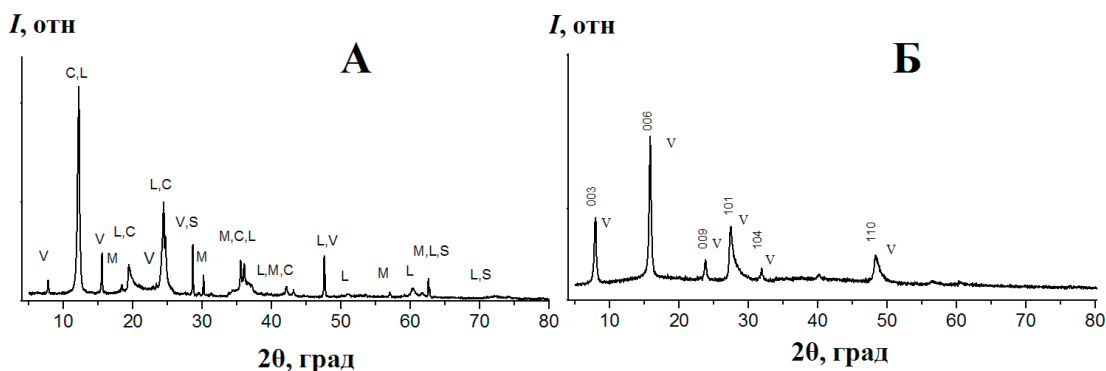 I, отн
А
C,L
V
V
M
L,C
V
L,C
V,S
M
M,C,L
L,M,C
L,V
L
M
L
M,L,S
L,S
10 20 30 40 50 60 70 80
2θ, град
I, отн
Б
003
V
006
V
009
V
101
V
104
V
110
V
10 20 30 40 50 60 70 80
2θ, град